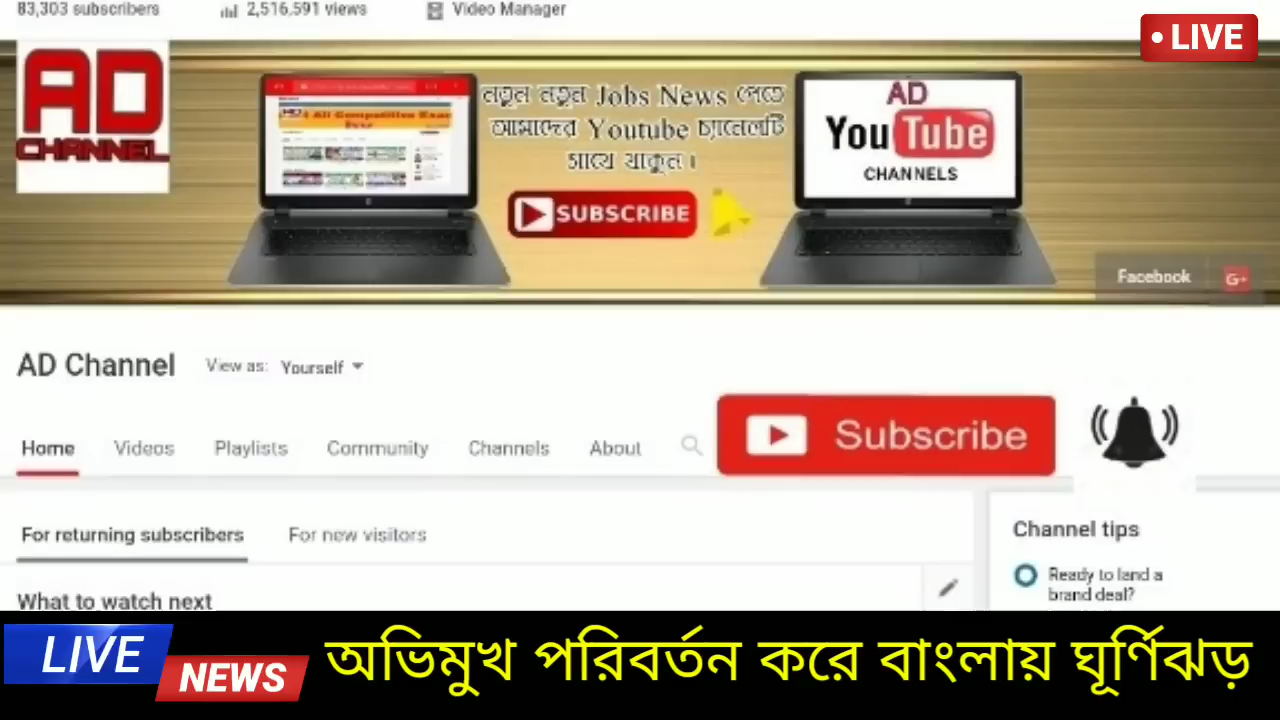 83,303 subscribers
2,516,591 views
Video Manager
LIVE
AD
CHANNEL
নতুন নতুন Jobs News পেতে
আমাদের Youtube চ্যানেলটি
সাথে থাকুন।
SUBSCRIBE
AD
YouTube
CHANNELS
Facebook
G+
AD Channel
View as: Yourself
Home Videos Playlists Community Channels About
Subscribe
For returning subscribers For new visitors
Channel tips
Ready to land a
brand deal?
What to watch next
LIVE
NEWS
অভিমুখ পরিবর্তন করে বাংলায় ঘূর্ণিঝড়